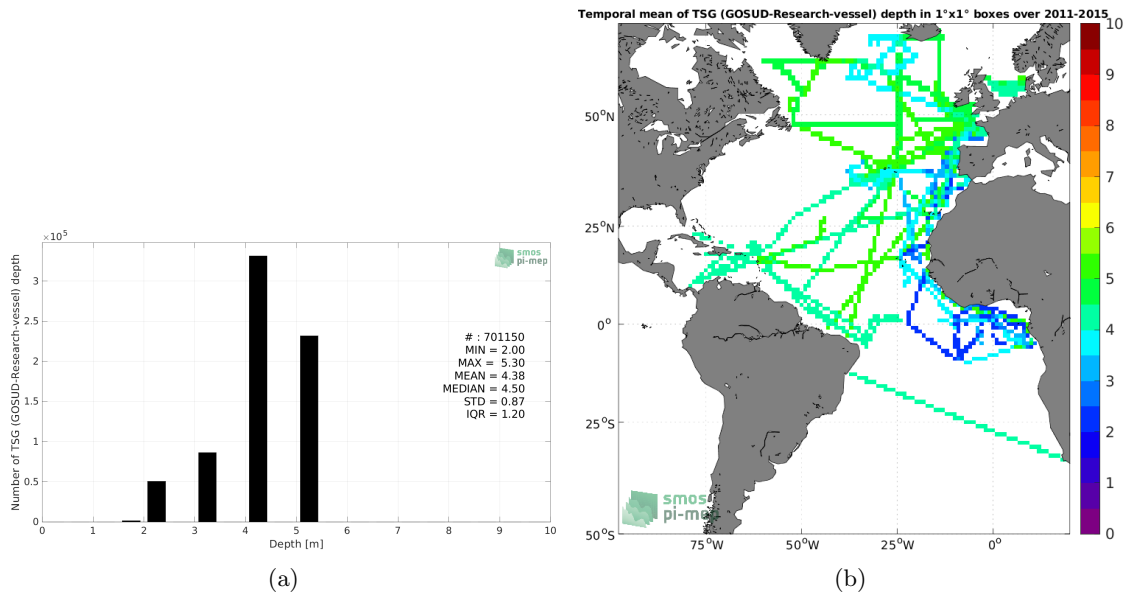 ×10⁵
3
2.5
2
1.5
1
0.5
0
0
1
2
3
4
5
6
7
8
9
10
Number of TSG (GOSUD-Research-vessel) depth
Depth [m]
smos
pi-mep
# : 701150
MIN = 2.00
MAX = 5.30
MEAN = 4.38
MEDIAN = 4.50
STD = 0.87
IQR = 1.20
(a)
Temporal mean of TSG (GOSUD-Research-vessel) depth in 1°x1° boxes over 2011-2015
50°N
25°N
0°
25°S
50°S
75°W
50°W
25°W
0°
smos
pi-mep
10
9
8
7
6
5
4
3
2
1
0
(b)